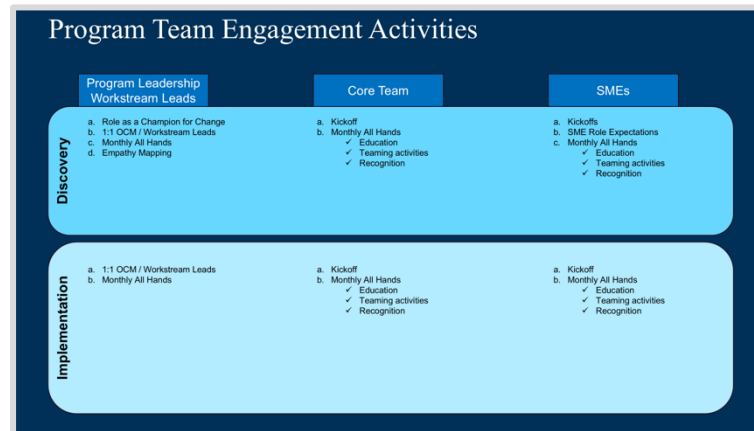 Program Team Engagement Activities
Program Leadership
Workstream Leads
Core Team
SMEs
Discovery
a. Role as a Champion for Change
b. 1:1 OCM / Workstream Leads
c. Monthly All Hands
d. Empathy Mapping
a. Kickoff
b. Monthly All Hands
✓ Education
✓ Teaming activities
✓ Recognition
a. Kickoffs
b. SME Role Expectations
c. Monthly All Hands
✓ Education
✓ Teaming activities
✓ Recognition
Implementation
a. 1:1 OCM / Workstream Leads
b. Monthly All Hands
a. Kickoff
b. Monthly All Hands
✓ Education
✓ Teaming activities
✓ Recognition
a. Kickoff
b. Monthly All Hands
✓ Education
✓ Teaming activities
✓ Recognition